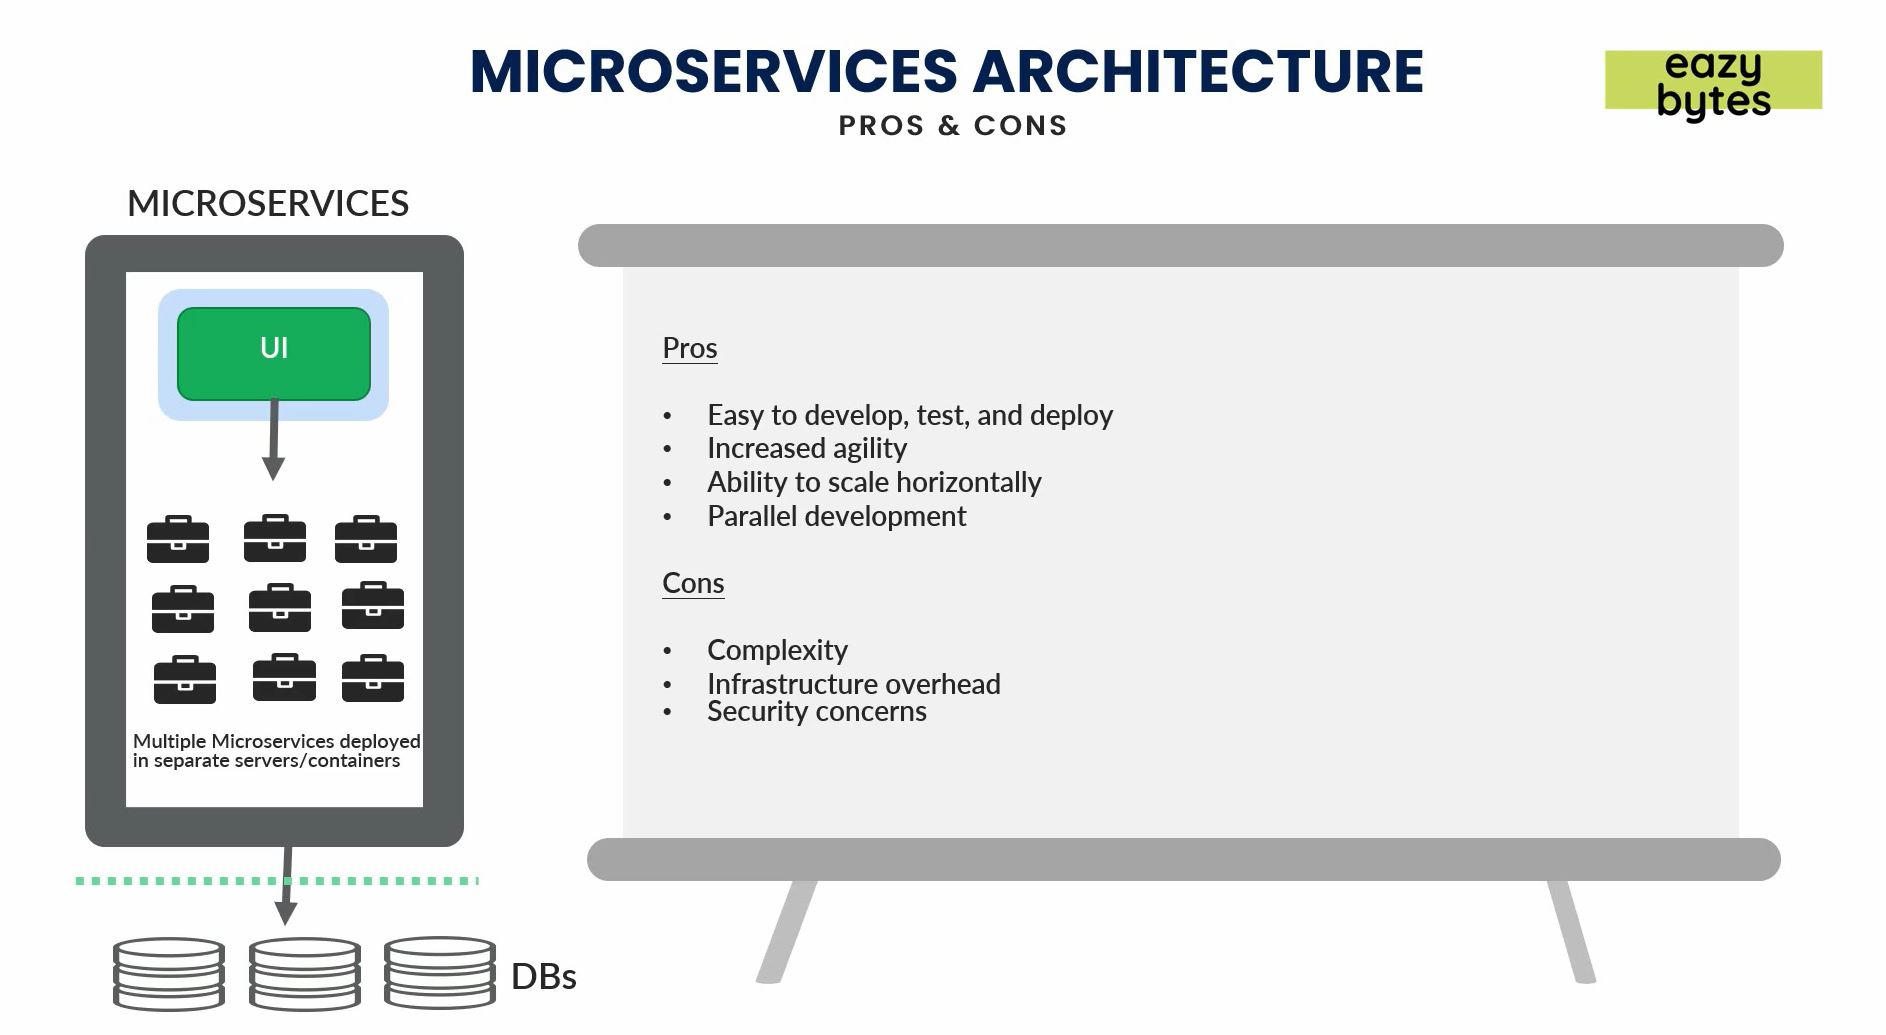 MICROSERVICES ARCHITECTURE
PROS & CONS
eazy
bytes
MICROSERVICES
UI
Multiple Microservices deployed
in separate servers/containers
DBs
Pros
• Easy to develop, test, and deploy
• Increased agility
• Ability to scale horizontally
• Parallel development
Cons
• Complexity
• Infrastructure overhead
• Security concerns